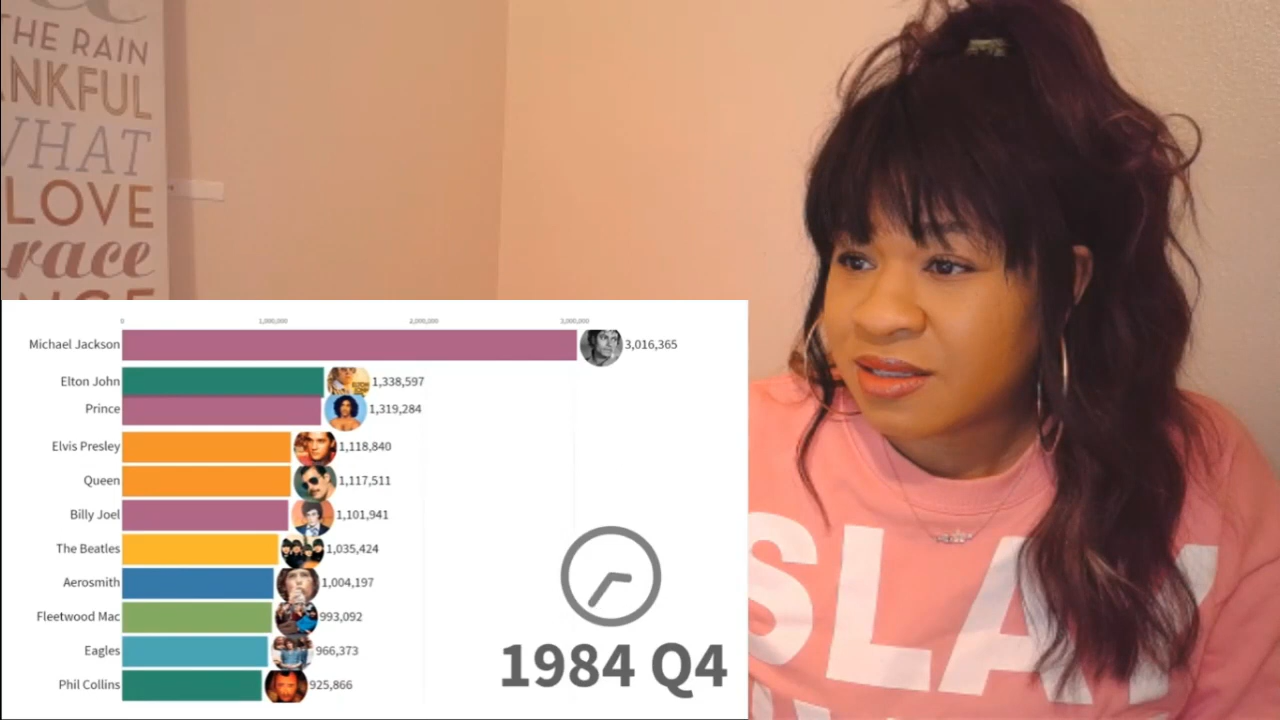 THE RAIN
WHAT
LOVE
0 1,000,000 2,000,000 3,000,000
Michael Jackson 3,016,365
Elton John 1,338,597
Prince 1,319,284
Elvis Presley 1,118,840
Queen 1,117,511
Billy Joel 1,101,941
The Beatles 1,035,424
Aerosmith 1,004,197
Fleetwood Mac 993,092
Eagles 966,373
Phil Collins 925,866
1984 Q4
SLAY